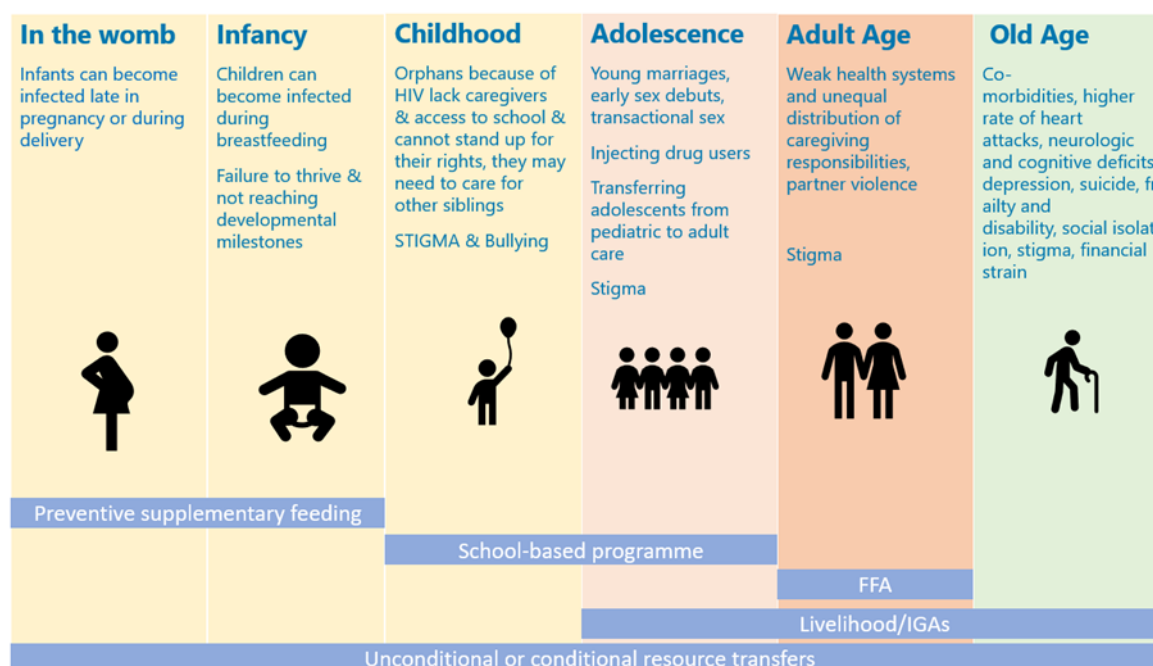 In the womb
Infants can become
infected late in
pregnancy or during
delivery
Infancy
Children can
become infected
during
breastfeeding
Failure to thrive &
not reaching
developmental
milestones
Childhood
Orphans because of
HIV lack caregivers
& access to school &
cannot stand up for
their rights, they may
need to care for
other siblings
STIGMA & Bullying
Adolescence
Young marriages,
early sex debuts,
transactional sex
Injecting drug users
Transferring
adolescents from
pediatric to adult
care
Stigma
Adult Age
Weak health systems
and unequal
distribution of
caregiving
responsibilities,
partner violence
Stigma
Old Age
Co-
morbidities, higher
rate of heart
attacks, neurologic
and cognitive deficits
depression, suicide, fr
ailty and
disability, social isolat
ion, stigma, financial
strain
Preventive supplementary feeding
School-based programme
FFA
Livelihood/IGAs
Unconditional or conditional resource transfers